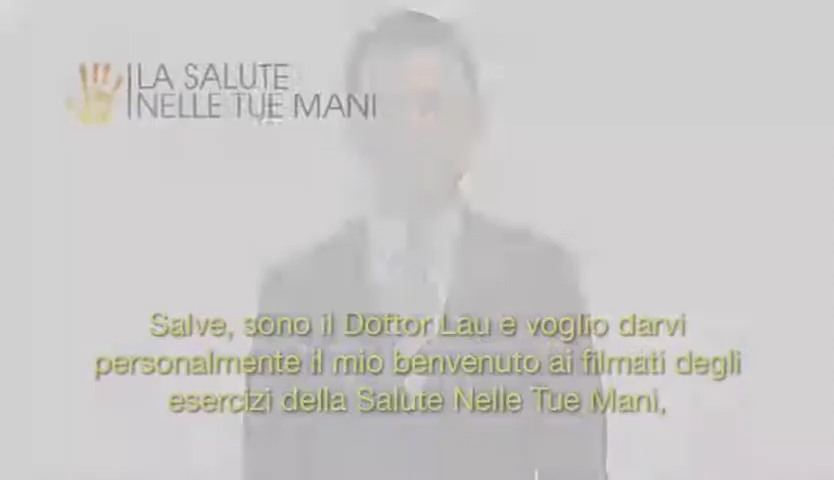 LA SALUTE
NELLE TUE MANI
Salve, sono il Dottor Lau e voglio darvi
personalmente il mio benvenuto ai filmati degli
esercizi della Salute Nelle Tue Mani,